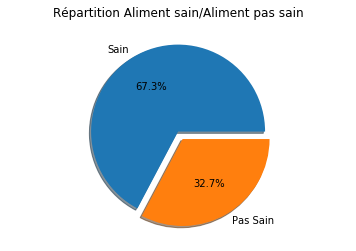 Répartition Aliment sain/Aliment pas sain
Sain
67.3%
32.7%
Pas Sain